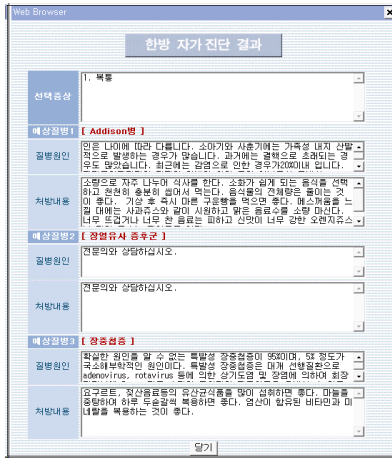 Web Browser
한방 자가진단 결과
선택증상
1. 복통
예상질병1 [ Addison병 ]
질병원인
인은 나이에 따라 다릅니다. 소아기와 사춘기에는 가족성 내지 산발
적으로 발생하는 경우가 많습니다. 과거에는 결핵으로 초래되는 경
우도 많았습니다. 최근에는 감염으로 인한 경우가20%이내 입니다.
처방내용
소량으로 자주 나누어 식사를 한다. 소화가 쉽게 되는 음식을 선택
하고 천천히 충분히 씹어서 먹는다. 음식물의 전체량은 줄이는 것
이 좋다. 기상 후 즉시 마른 구운빵을 먹으면 좋다. 메스꺼움을 느
낄 때에는 사과쥬스와 같이 시원하고 맑은 음료수를 소량 마신다.
너무 뜨겁거나 너무 찬 음료는 피하고 신맛이 너무 강한 오렌지쥬스
예상질병2 [ 장염유사 증후군 ]
질병원인
전문의와 상담하십시오.
처방내용
전문의와 상담하십시오.
예상질병3 [ 장중첩증 ]
질병원인
확실한 원인을 알 수 없는 특발성 장중첩증이 95%이며, 5% 정도가
국소해부학적인 원인이다. 특발성 장중첩증은 대개 선행질환으로
adenovirus, rotavirus 등에 의한 상기도염 및 장염에 의하여 회장
처방내용
요구르트, 젖산음료등의 유산균식품을 많이 섭취하면 좋다. 마늘을
중탕하여 하루 두숟갈씩 복용하면 좋다. 엽산이 함유된 비타민과 미
네랄을 복용하는 것이 좋다.
닫기